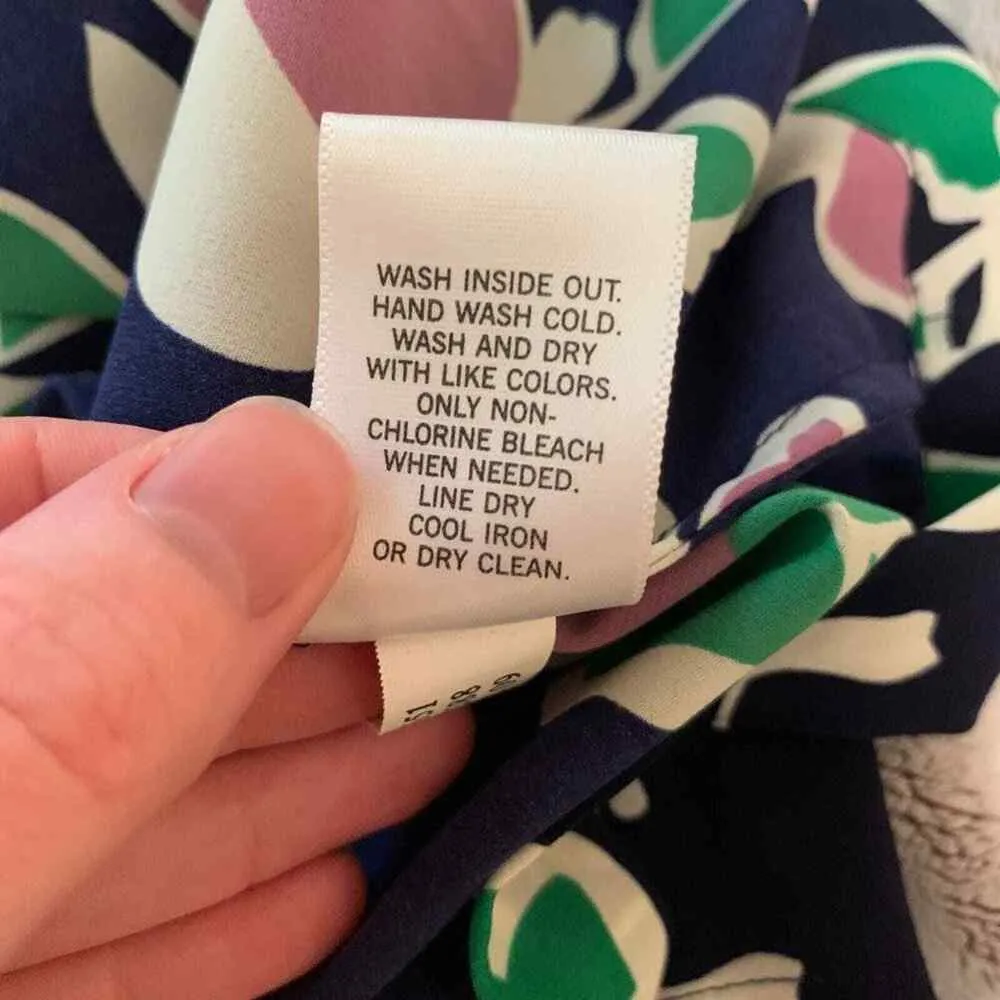 WASH INSIDE OUT.
HAND WASH COLD.
WASH AND DRY
WITH LIKE COLORS.
ONLY NON-
CHLORINE BLEACH
WHEN NEEDED.
LINE DRY
COOL IRON
OR DRY CLEAN.